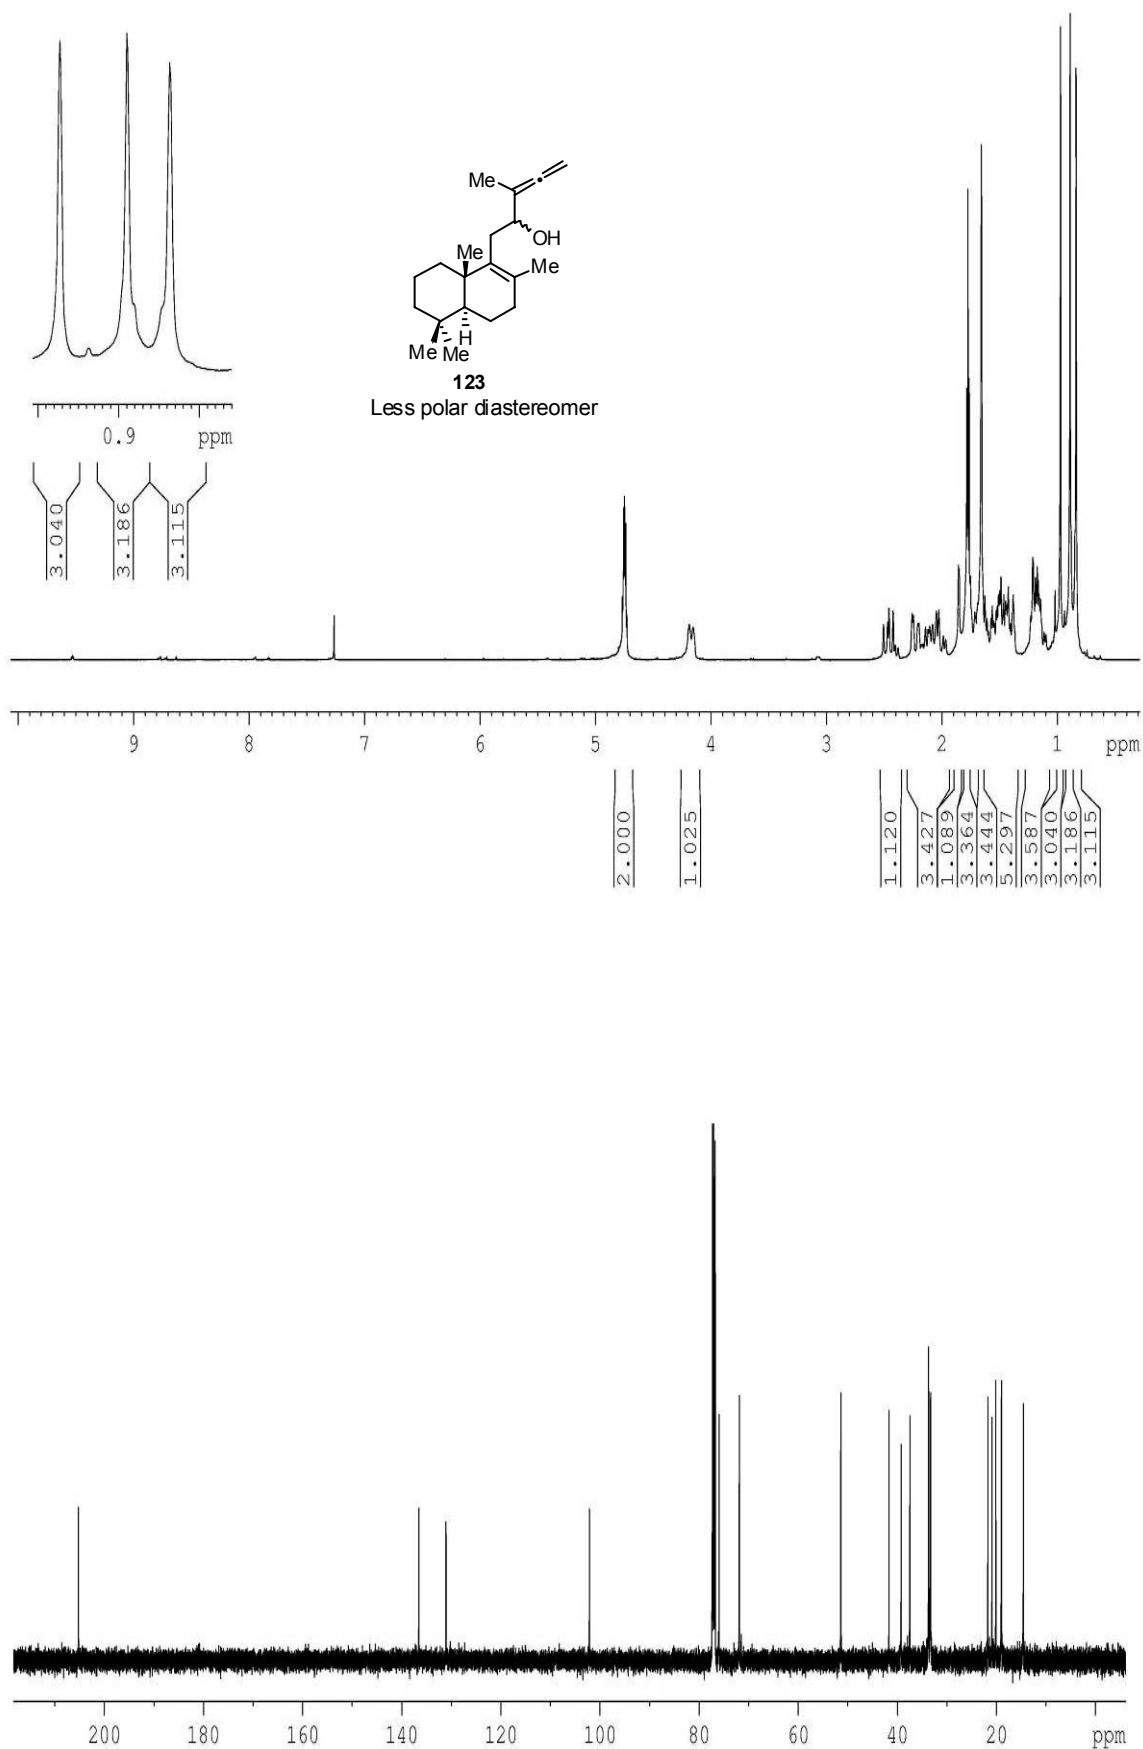 Me
OH
Me
Me
H
Me Me
123
Less polar diastereomer
0.9 ppm
3.040
3.186
3.115
9 8 7 6 5 4 3 2 1 ppm
2.000
1.025
1.120
3.427
1.089
3.364
3.444
5.297
3.587
3.040
3.186
3.115
200 180 160 140 120 100 80 60 40 20 ppm